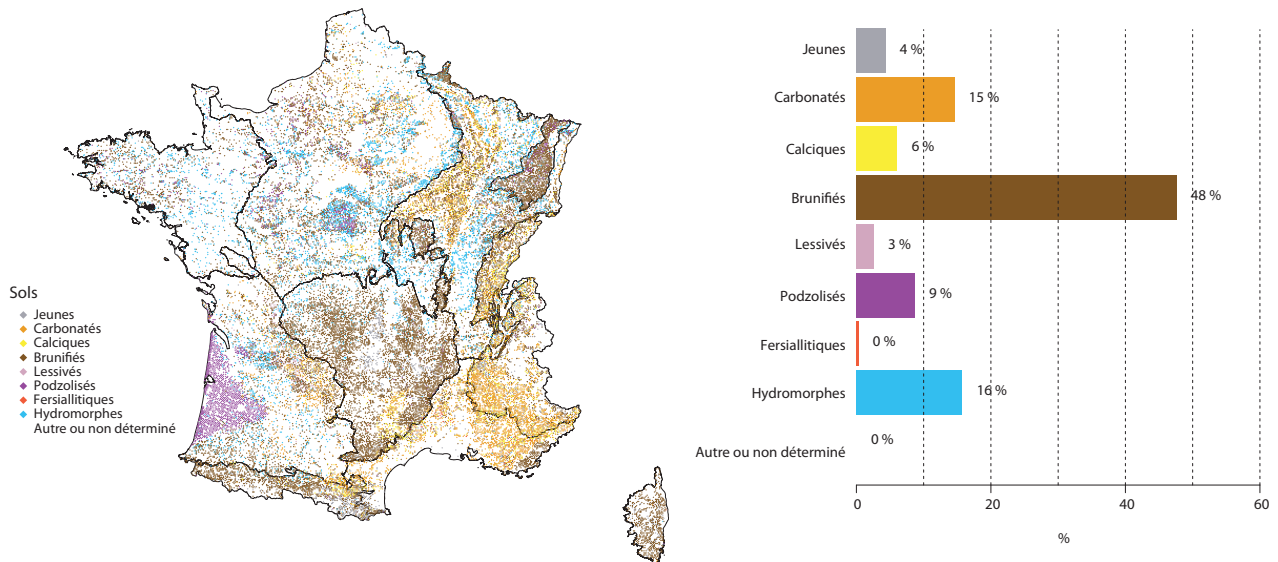 Sols
Jeunes
Carbonatés
Calciques
Brunifiés
Lessivés
Podzolisés
Fersiallitiques
Hydromorphes
Autre ou non déterminé
Jeunes 4 %
Carbonatés 15 %
Calciques 6 %
Brunifiés 48 %
Lessivés 3 %
Podzolisés 9 %
Fersiallitiques 0 %
Hydromorphes 16 %
Autre ou non déterminé 0 %
0 20 40 60
%